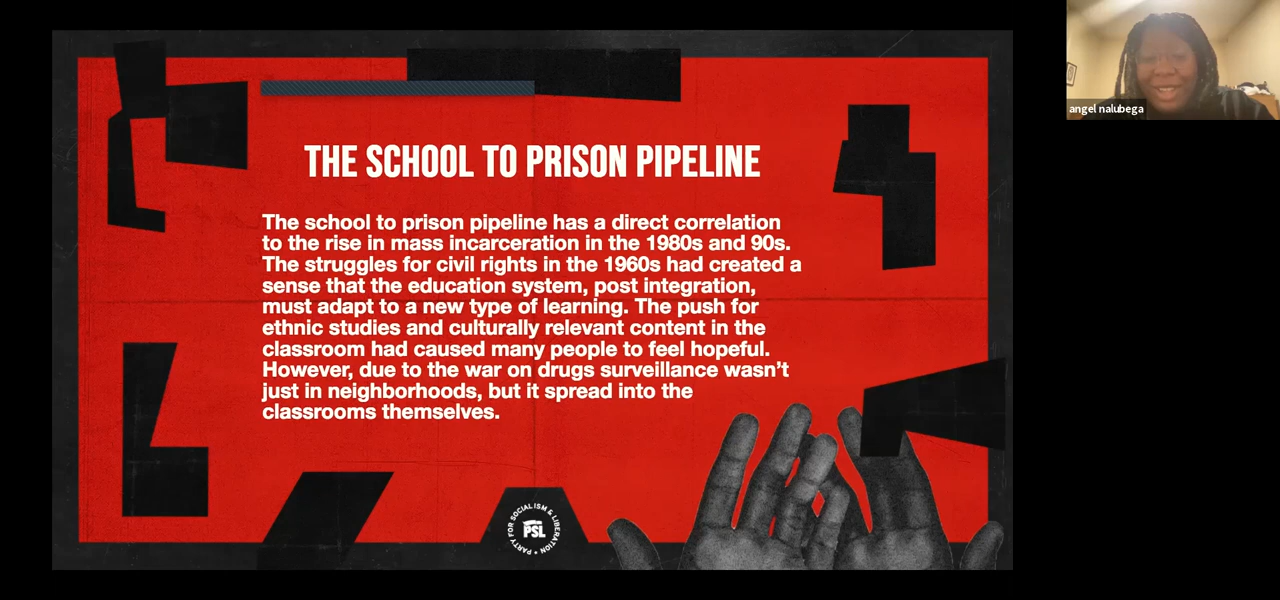 THE SCHOOL TO PRISON PIPELINE
The school to prison pipeline has a direct correlation
to the rise in mass incarceration in the 1980s and 90s.
The struggles for civil rights in the 1960s had created a
sense that the education system, post integration,
must adapt to a new type of learning. The push for
ethnic studies and culturally relevant content in the
classroom had caused many people to feel hopeful.
However, due to the war on drugs surveillance wasn't
just in neighborhoods, but it spread into the
classrooms themselves.
PARTY FOR SOCIALISM & LIBERATION
PSL
angel nalubega